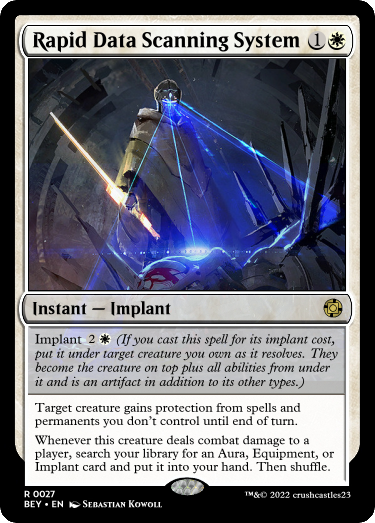 Rapid Data Scanning System 1
Instant — Implant
Implant 2 (If you cast this spell for its implant cost,
put it under target creature you own as it resolves. They
become the creature on top plus all abilities from under
it and is an artifact in addition to its other types.)
Target creature gains protection from spells and
permanents you don't control until end of turn.
Whenever this creature deals combat damage to a
player, search your library for an Aura, Equipment, or
Implant card and put it into your hand. Then shuffle.
R 0027
BEY • EN Sebastian Kowoll
™&© 2022 crushcastles23